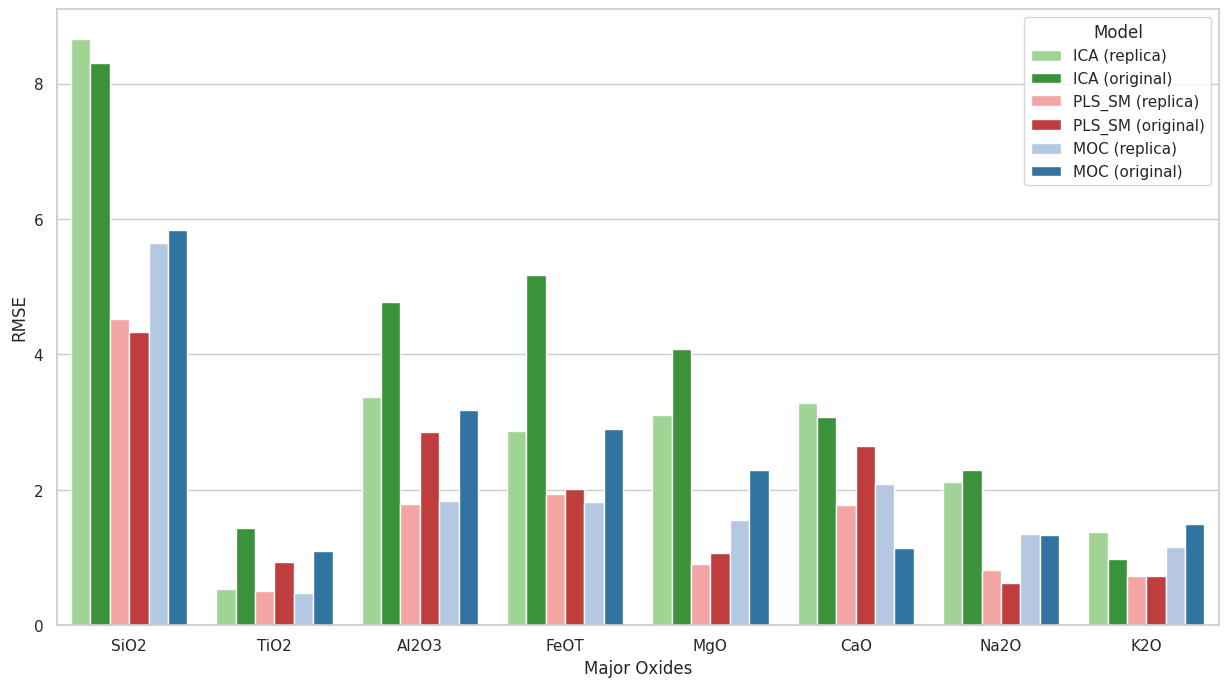 Model
ICA (replica)
ICA (original)
PLS_SM (replica)
PLS_SM (original)
MOC (replica)
MOC (original)
RMSE
8
6
4
2
0
SiO2 TiO2 Al2O3 FeOT MgO CaO Na2O K2O
Major Oxides